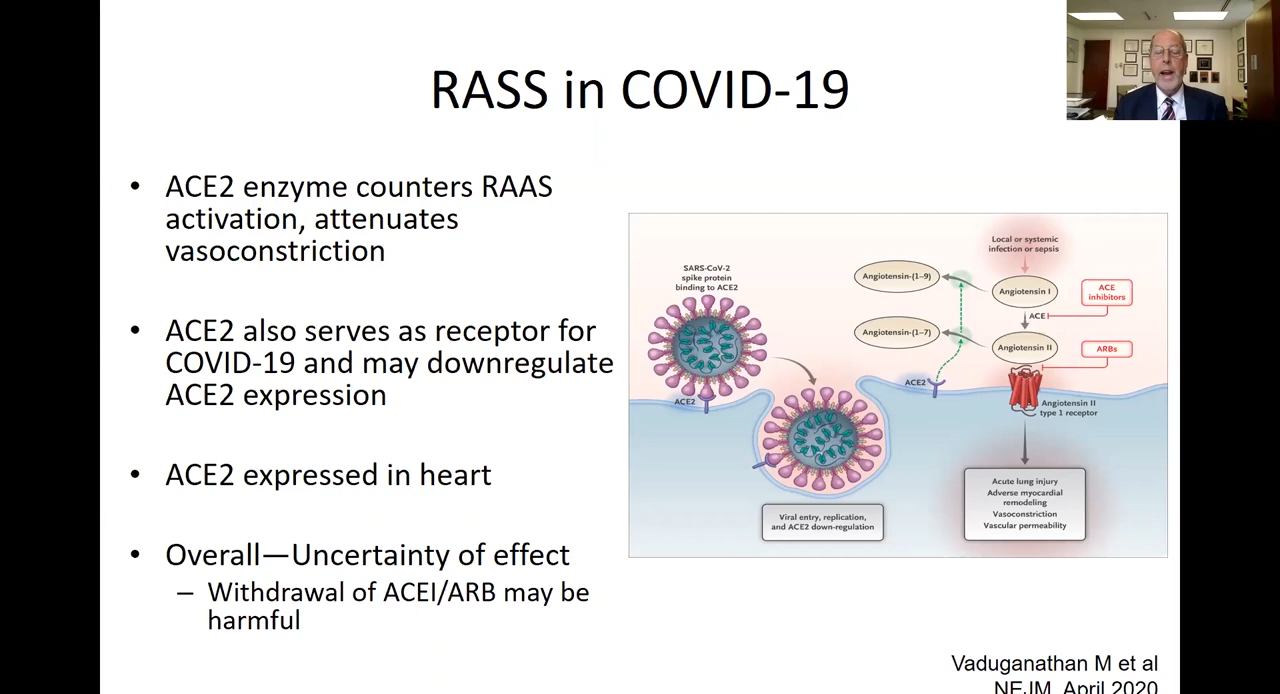 RASS in COVID-19
• ACE2 enzyme counters RAAS
activation, attenuates
vasoconstriction
• ACE2 also serves as receptor for
COVID-19 and may downregulate
ACE2 expression
• ACE2 expressed in heart
• Overall—Uncertainty of effect
– Withdrawal of ACEI/ARB may be
harmful
SARS-CoV-2
spike protein
binding to ACE2
ACE2
Viral entry, replication,
and ACE2 down-regulation
Local or systemic
infection or sepsis
Angiotensin-(1–9)
Angiotensin I
ACE
inhibitors
ACE
Angiotensin-(1–7)
Angiotensin II
ARBs
ACE2
Angiotensin II
type 1 receptor
Acute lung injury
Adverse myocardial
remodeling
Vasoconstriction
Vascular permeability
Vaduganathan M et al
NEJM, April 2020